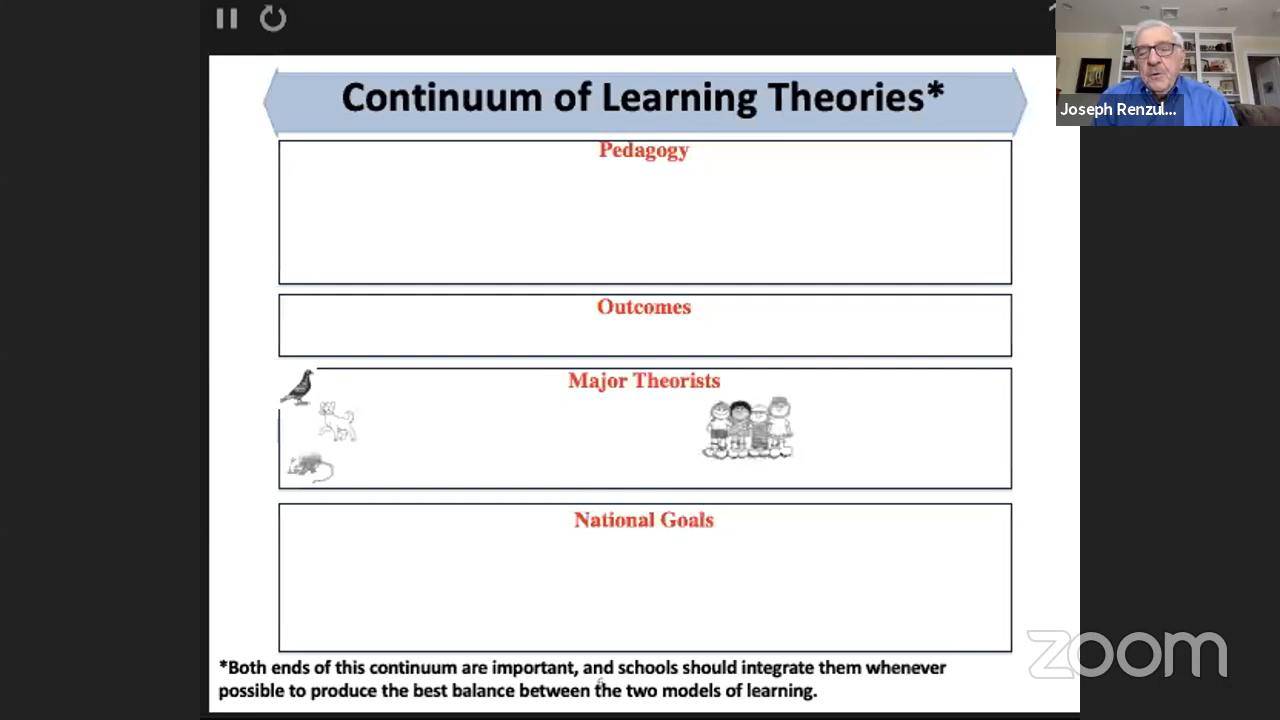 Continuum of Learning Theories*
Joseph Renzul...
Pedagogy
Outcomes
Major Theorists
National Goals
*Both ends of this continuum are important, and schools should integrate them whenever
possible to produce the best balance between the two models of learning.
zoom